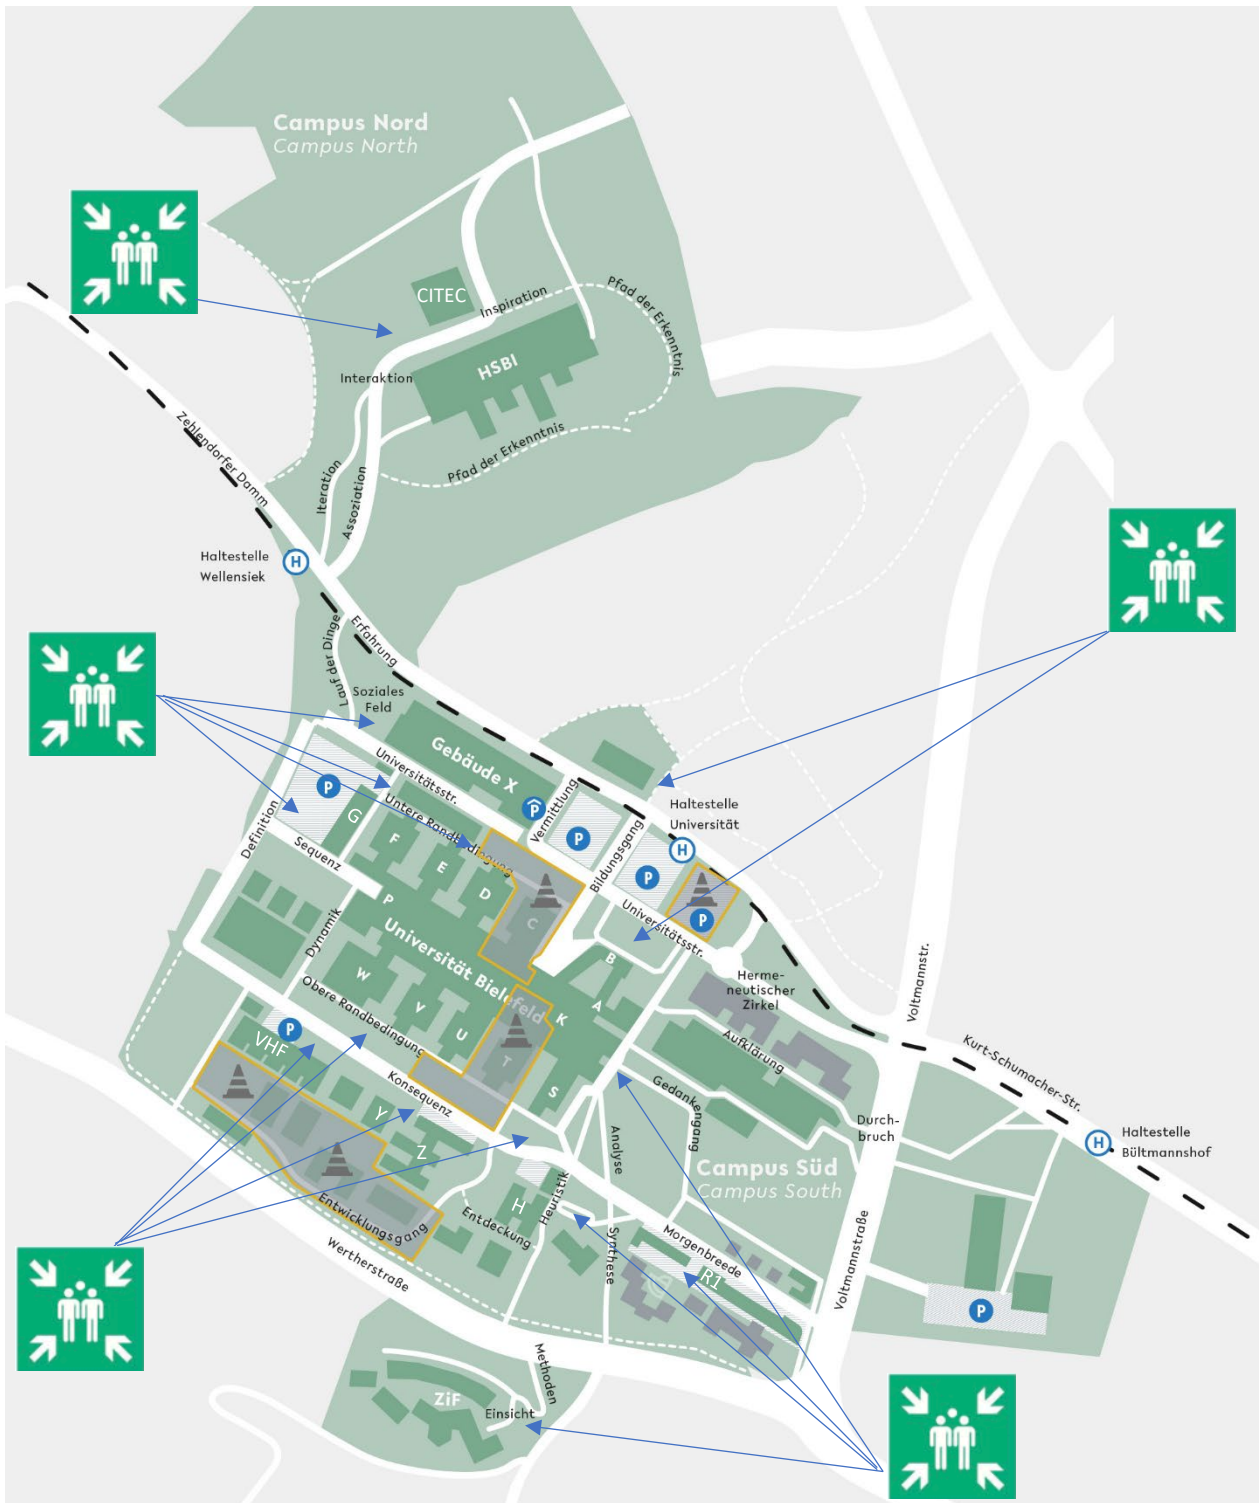 Campus Nord
Campus North
CITEC
Inspiration
Pfad der Erkenntnis
HSBI
Interaktion
Pfad der Erkenntnis
Zehlendorfer Damm
Iteration
Assoziation
Haltestelle
Wellensiek
H
Erfahrung
Lauf der Dinge
Soziales
Feld
Gebäude X
Universitätsstr.
P
Untere Randbedingung
Definition
G
P
Vermittlung
P
Haltestelle
Universität
H
Bildungsgang
F
E
D
C
Sequenz
P
P
P
Universitätsstr.
Dynamik
Universität Bielefeld
W
V
U
T
K
A
B
S
Herme-
neutischer
Zirkel
Voltmannstr.
Obere Randbedingung
P
VHF
Konsequenz
Aufklärung
Kurt-Schumacher-Str.
Gedankengang
Y
Z
Analyse
Durch-
bruch
H
Haltestelle
Bültmannshof
Campus Süd
Campus South
Entwicklungsgang
Entdeckung
H
Heuristik
Synthese
Morgenbreede
R1
Voltmannstraße
P
Wertherstraße
Methoden
ZiF
Einsicht